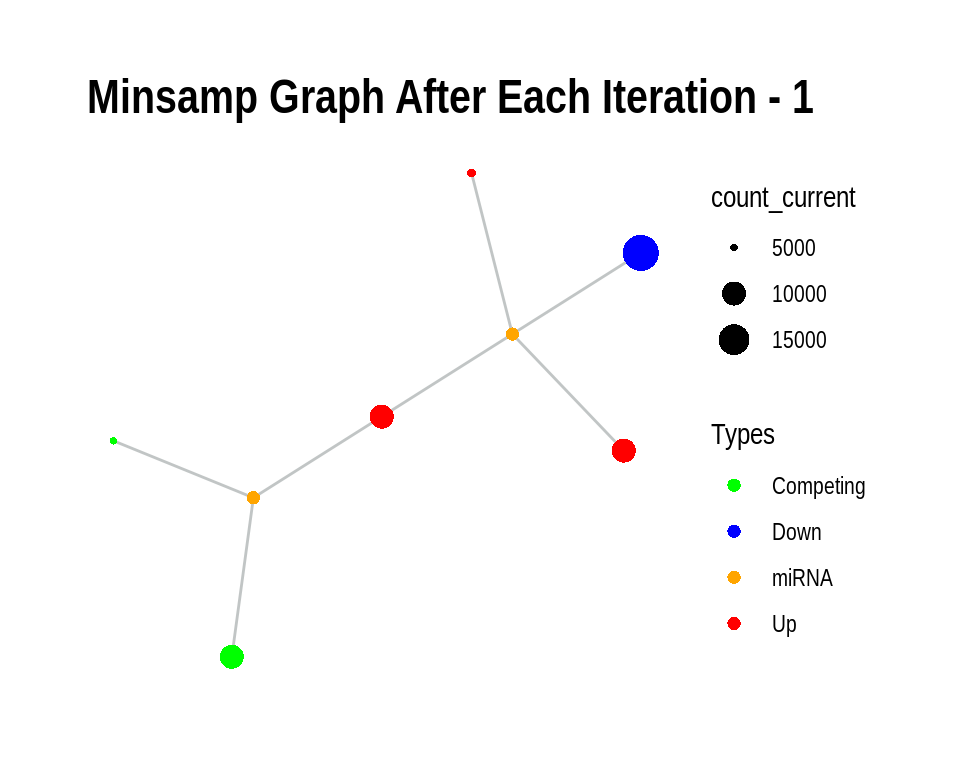 Minsamp Graph After Each Iteration - 1
count_current
5000
10000
15000
Types
Competing
Down
miRNA
Up